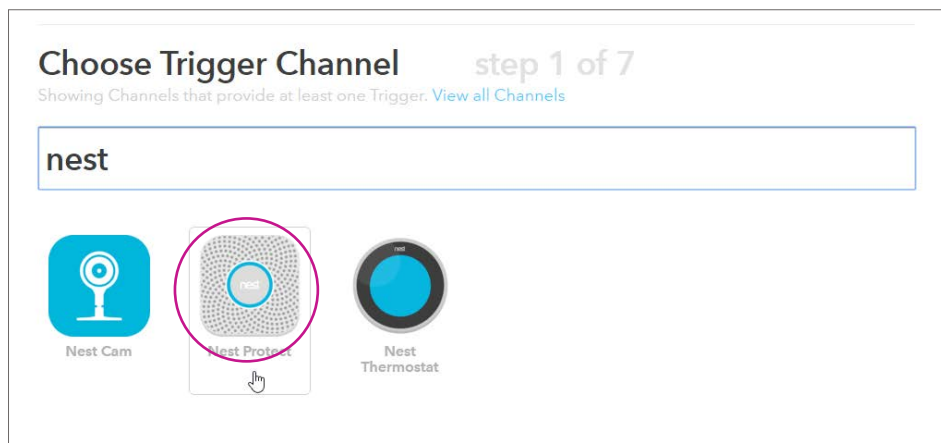 Choose Trigger Channel step 1 of 7
Showing Channels that provide at least one Trigger. View all Channels
nest
nest
nest
Nest Cam
Nest Protect
Nest
Thermostat